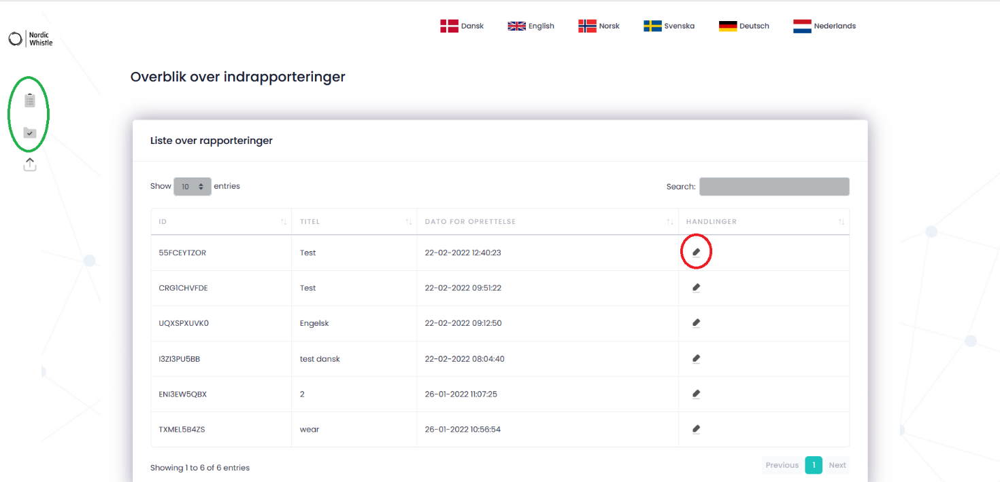 Nordic
Whistle
Dansk English Norsk Svenska Deutsch Nederlands
Overblik over indrapporteringer
Liste over rapporteringer
Show 10 entries Search:
ID TITEL DATO FOR OPRETTELSE HANDLINGER
55FCEYTZOR Test 22-02-2022 12:40:23
CRG1CHVFDE Test 22-02-2022 09:51:22
UQXSPXUVK0 Engelsk 22-02-2022 09:12:50
I3ZI3PU5BB test dansk 22-02-2022 08:04:40
ENI3EW5QBX 2 26-01-2022 11:07:25
TXMEL5B4ZS wear 26-01-2022 10:56:54
Showing 1 to 6 of 6 entries Previous 1 Next